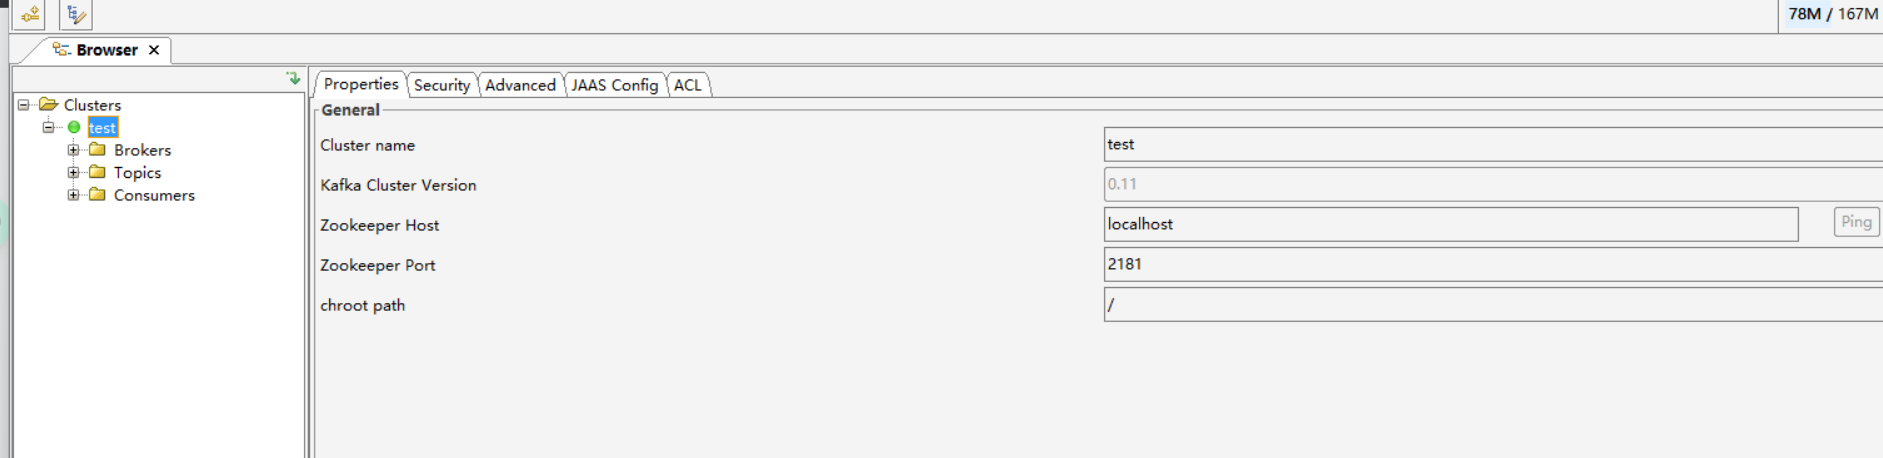 78M / 167M
Browser
Properties Security Advanced JAAS Config ACL
Clusters
test
Brokers
Topics
Consumers
General
Cluster name test
Kafka Cluster Version 0.11
Zookeeper Host localhost Ping
Zookeeper Port 2181
chroot path /